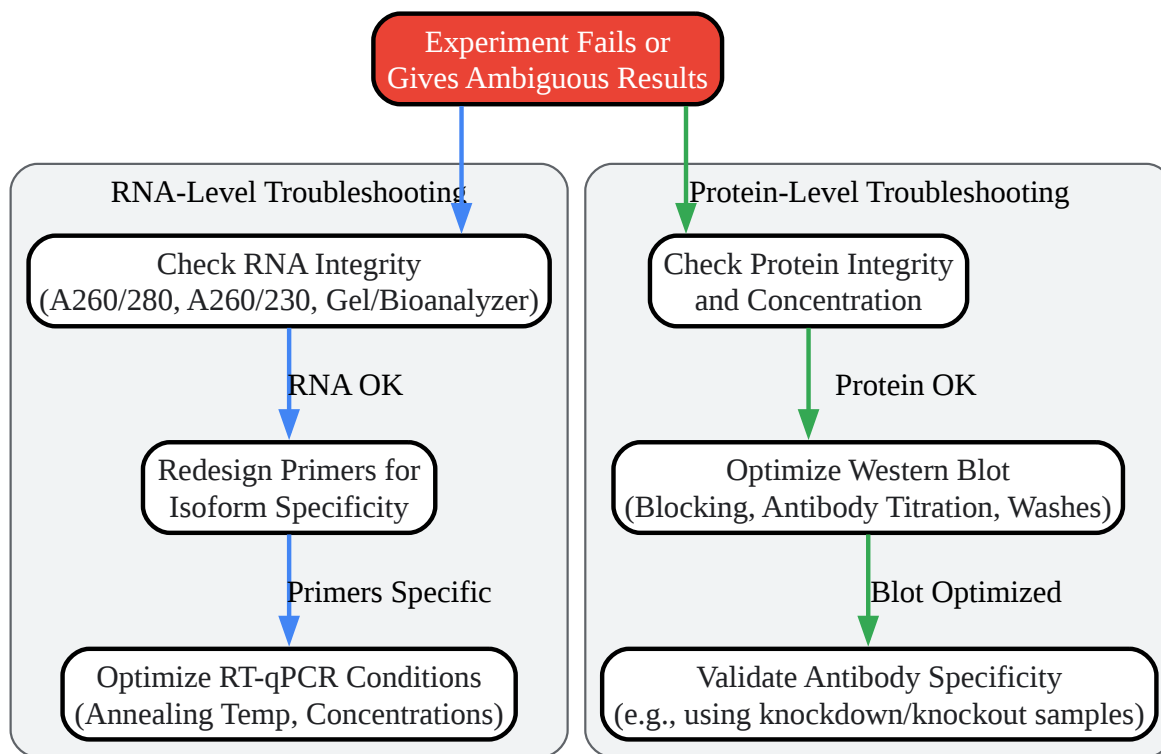 Experiment Fails or
Gives Ambiguous Results
RNA-Level Troubleshooting
Check RNA Integrity
(A260/280, A260/230, Gel/Bioanalyzer)
RNA OK
Redesign Primers for
Isoform Specificity
Primers Specific
Optimize RT-qPCR Conditions
(Annealing Temp, Concentrations)
Protein-Level Troubleshooting
Check Protein Integrity
and Concentration
Protein OK
Optimize Western Blot
(Blocking, Antibody Titration, Washes)
Blot Optimized
Validate Antibody Specificity
(e.g., using knockdown/knockout samples)